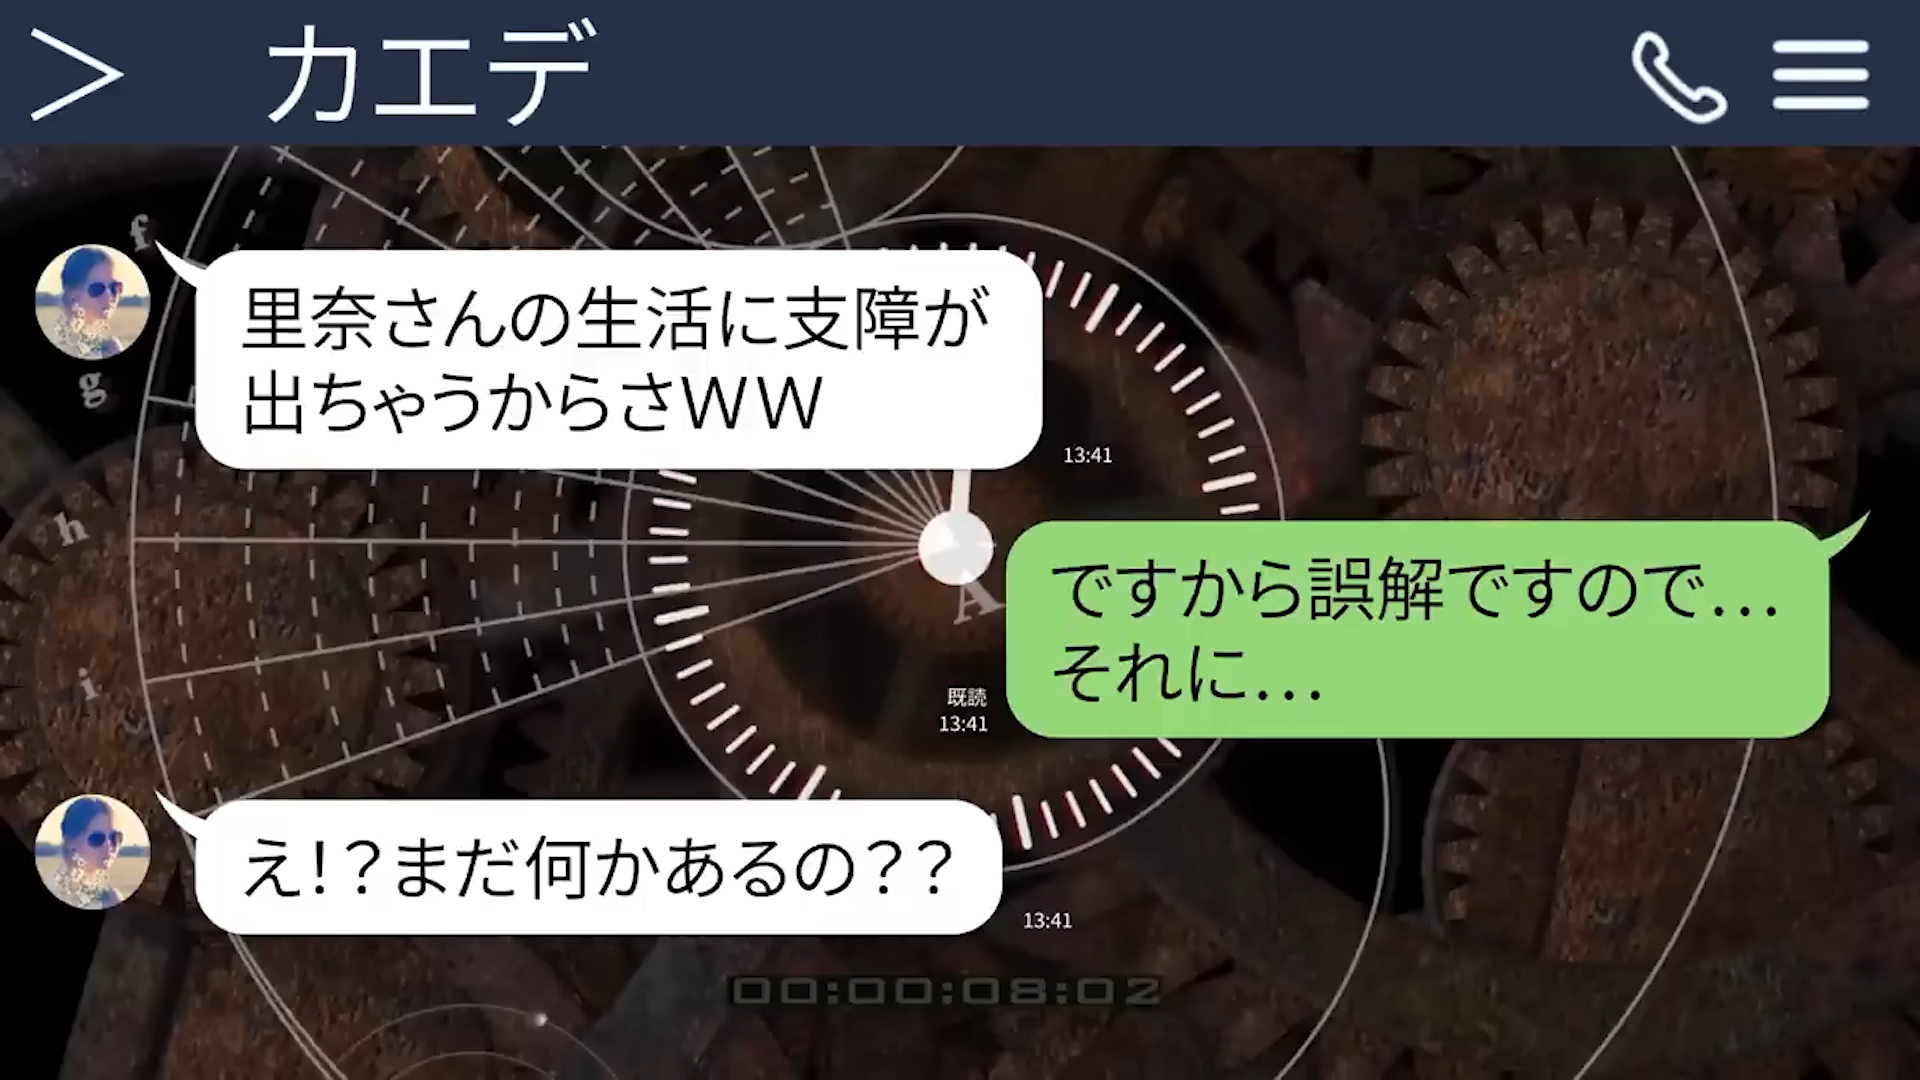 > カエデ
f
里奈さんの生活に支障が
出ちゃうからさWW
g
13:41
h
ですから誤解ですので...
それに...
A
i
既読
13:41
え!?まだ何かあるの??
13:41
00:00:08:02